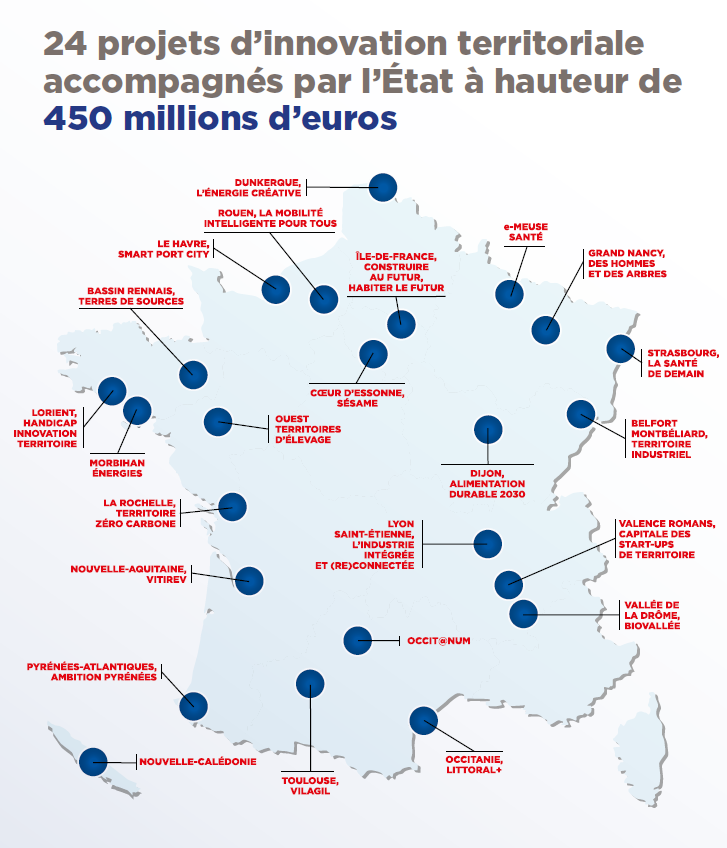 24 projets d’innovation territoriale
accompagnés par l’État à hauteur de
450 millions d’euros
DUNKERQUE,
L’ÉNERGIE CRÉATIVE
ROUEN, LA MOBILITÉ
INTELLIGENTE POUR TOUS
LE HAVRE,
SMART PORT CITY
ÎLE-DE-FRANCE,
CONSTRUIRE
AU FUTUR,
HABITER LE FUTUR
e-MEUSE
SANTÉ
GRAND NANCY,
DES HOMMES
ET DES ARBRES
BASSIN RENNAIS,
TERRES DE SOURCES
STRASBOURG,
LA SANTÉ
DE DEMAIN
CŒUR D’ESSONNE,
SÉSAME
LORIENT,
HANDICAP
INNOVATION
TERRITOIRE
MORBIHAN
ÉNERGIES
OUEST
TERRITOIRES
D’ÉLEVAGE
BELFORT
MONTBÉLIARD,
TERRITOIRE
INDUSTRIEL
DIJON,
ALIMENTATION
DURABLE 2030
LA ROCHELLE,
TERRITOIRE
ZÉRO CARBONE
LYON
SAINT-ÉTIENNE,
L’INDUSTRIE
INTÉGRÉE
ET (RE)CONNECTÉE
VALENCE ROMANS,
CAPITALE DES
START-UPS
DE TERRITOIRE
NOUVELLE-AQUITAINE,
VITIREV
VALLÉE DE
LA DRÔME,
BIOVALLÉE
OCCIT@NUM
PYRÉNÉES-ATLANTIQUES,
AMBITION PYRÉNÉES
NOUVELLE-CALÉDONIE
TOULOUSE,
VILAGIL
OCCITANIE,
LITTORAL+